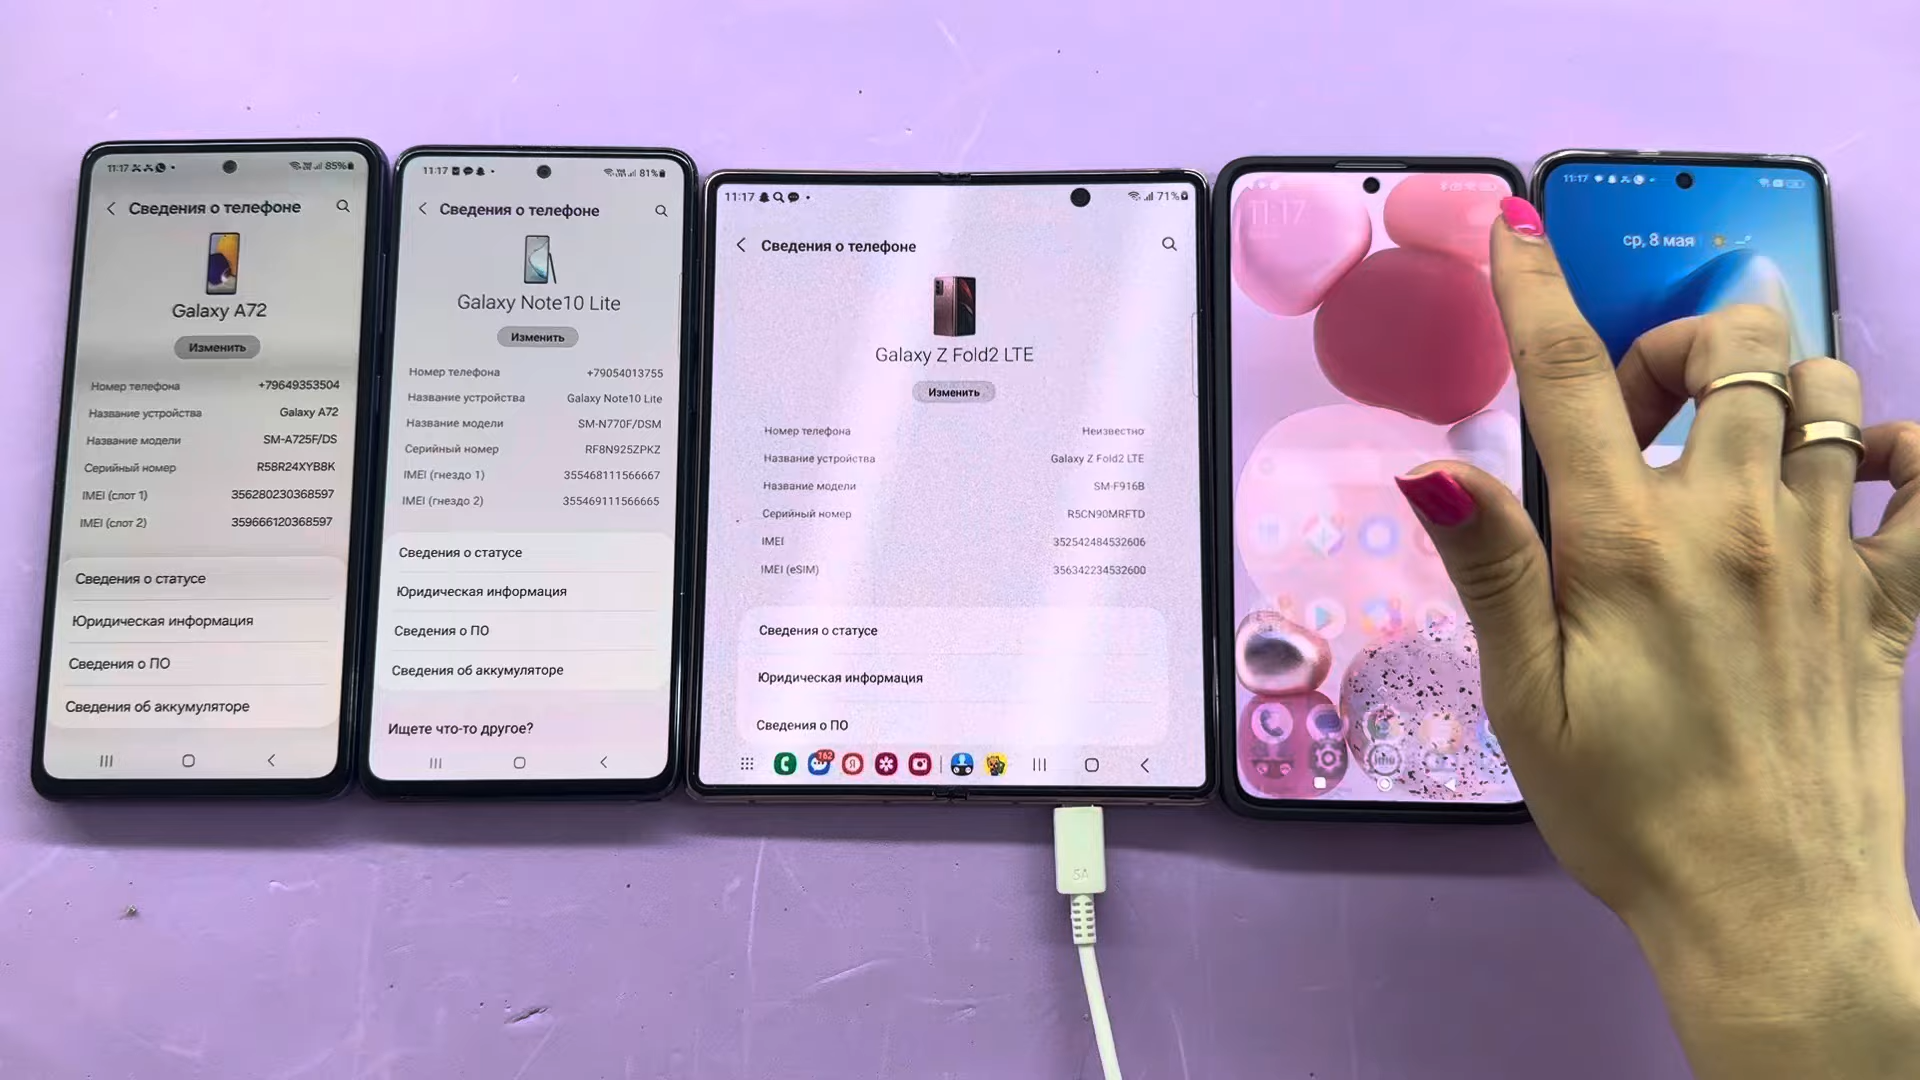 11:17 85%
Сведения о телефоне
Galaxy A72
Изменить
Номер телефона +79649353504
Название устройства Galaxy A72
Название модели SM-A725F/DS
Серийный номер R58R24XYB8K
IMEI (слот 1) 356280230368597
IMEI (слот 2) 359666120368597
Сведения о статусе
Юридическая информация
Сведения о ПО
Сведения об аккумуляторе
11:17 81%
Сведения о телефоне
Galaxy Note10 Lite
Изменить
Номер телефона +79054013755
Название устройства Galaxy Note10 Lite
Название модели SM-N770F/DSM
Серийный номер RF8N925ZPKZ
IMEI (гнездо 1) 355468111566667
IMEI (гнездо 2) 355469111566665
Сведения о статусе
Юридическая информация
Сведения о ПО
Сведения об аккумуляторе
Ищете что-то другое?
11:17 71%
Сведения о телефоне
Galaxy Z Fold2 LTE
Изменить
Номер телефона Неизвестно
Название устройства Galaxy Z Fold2 LTE
Название модели SM-F916B
Серийный номер R5CN90MRFTD
IMEI 352542484532606
IMEI (eSIM) 356342234532600
Сведения о статусе
Юридическая информация
Сведения о ПО
162
Я
5A
11:17
11:17
ср, 8 мая